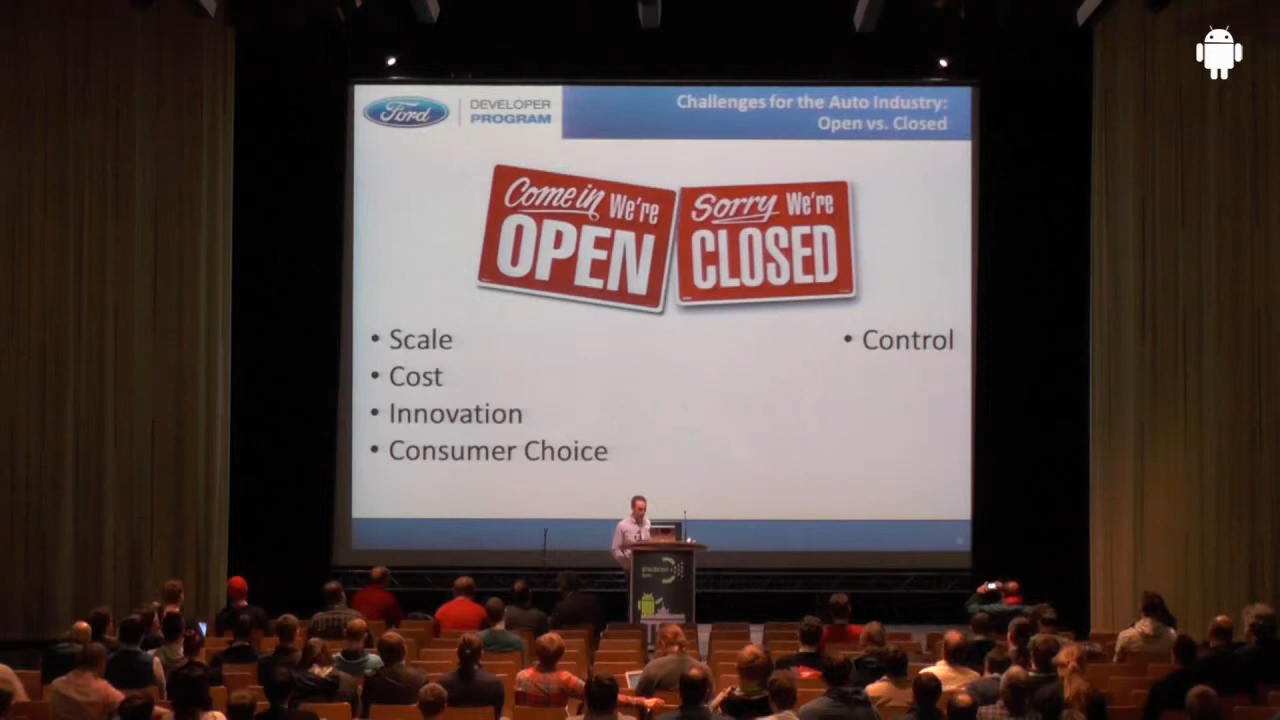 Ford
DEVELOPER
PROGRAM
Challenges for the Auto Industry:
Open vs. Closed
Come in We're
OPEN
Sorry We're
CLOSED
• Scale
• Cost
• Innovation
• Consumer Choice
• Control